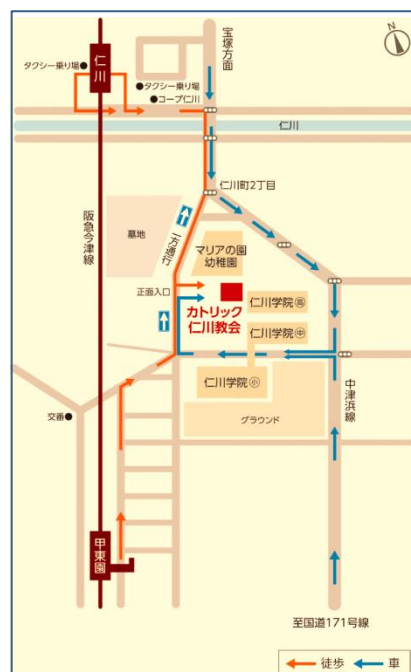 宝塚方面
N
仁川
タクシー乗り場●
●タクシー乗り場
●コープ仁川
仁川
仁川町2丁目
阪急今津線
墓地
一方通行
マリアの園
幼稚園
正面入口
カトリック
仁川教会
仁川学院高
仁川学院中
仁川学院小
中津浜線
交番●
グラウンド
甲東園
至国道171号線
徒歩
車